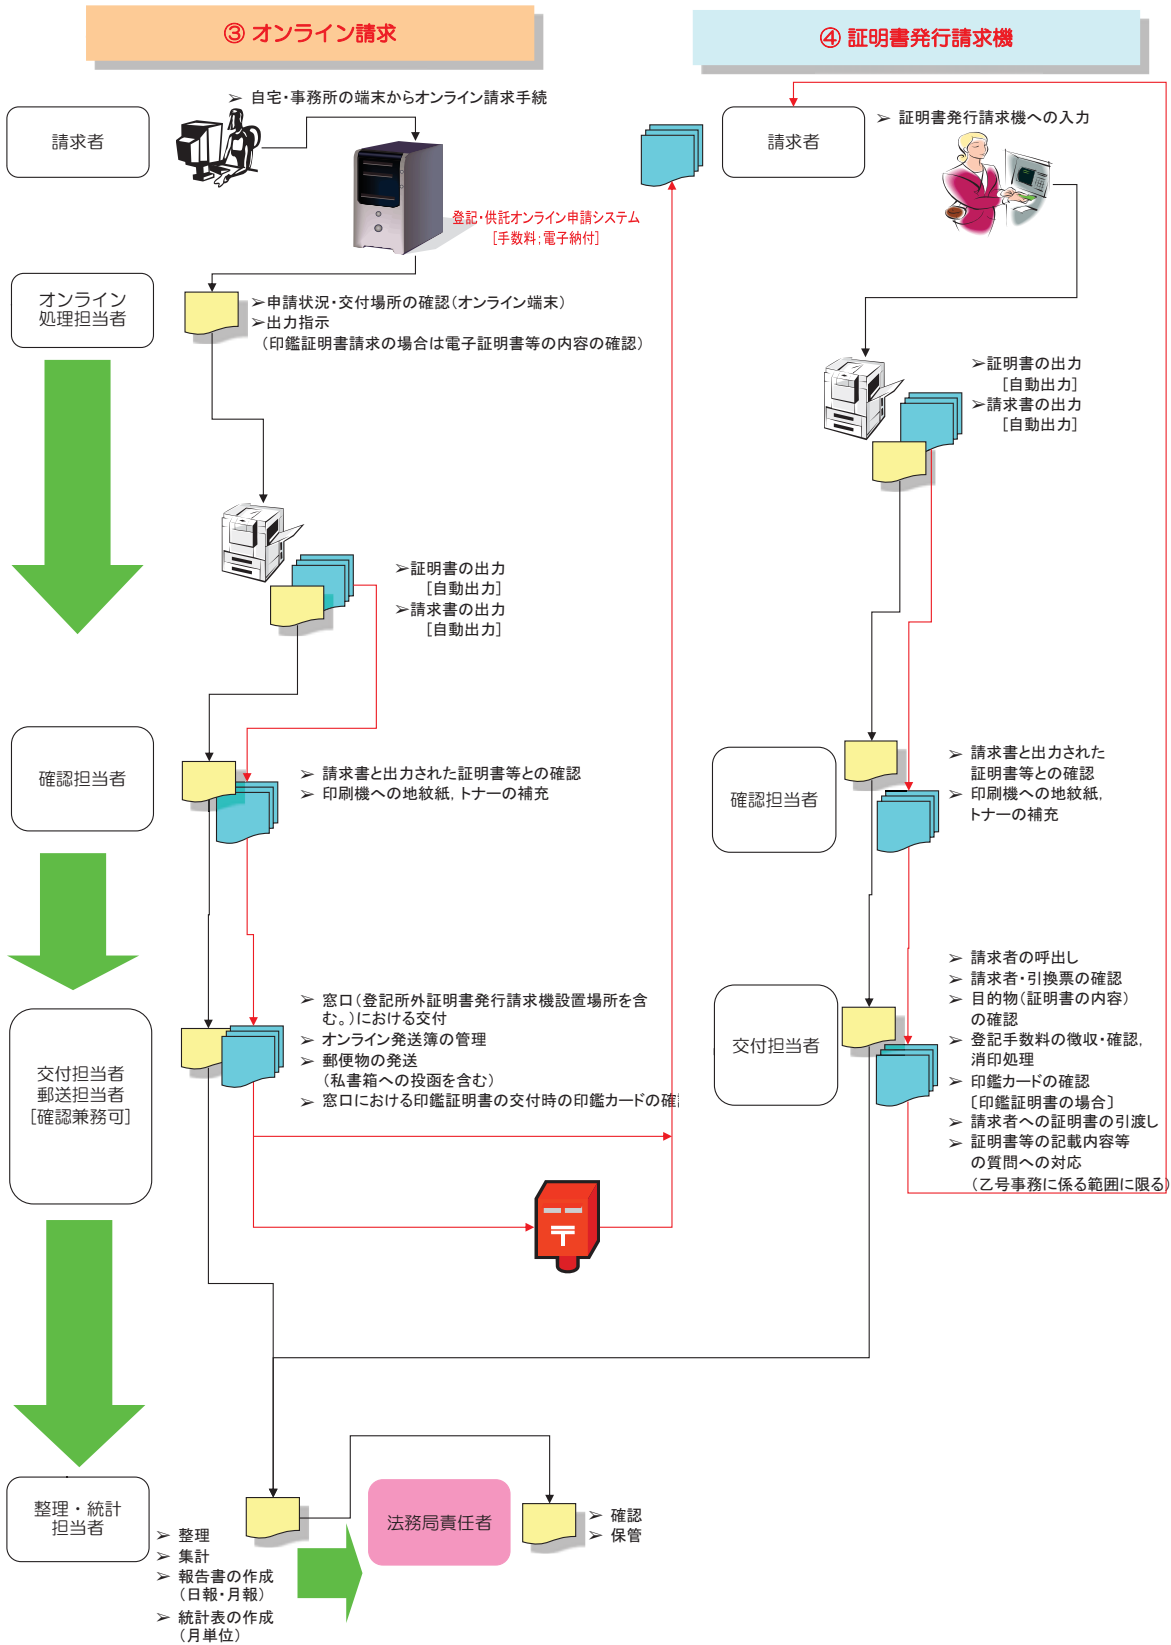 ③ オンライン請求
請求者
➢ 自宅・事務所の端末からオンライン請求手続
登記・供託オンライン申請システム
[手数料；電子納付]
オンライン
処理担当者
➢申請状況・交付場所の確認（オンライン端末）
➢出力指示
（印鑑証明書請求の場合は電子証明書等の内容の確認）
➢証明書の出力
[自動出力]
➢請求書の出力
[自動出力]
確認担当者
➢ 請求書と出力された証明書等との確認
➢ 印刷機への地紋紙，トナーの補充
交付担当者
郵送担当者
[確認兼務可]
➢ 窓口（登記所外証明書発行請求機設置場所を含
む。）における交付
➢ オンライン発送簿の管理
➢ 郵便物の発送
（私書箱への投函を含む）
➢ 窓口における印鑑証明書の交付時の印鑑カードの確
〒
整理・統計
担当者
➢ 整理
➢ 集計
➢ 報告書の作成
（日報・月報）
➢ 統計表の作成
（月単位）
法務局責任者
➢ 確認
➢ 保管
④ 証明書発行請求機
請求者
➢ 証明書発行請求機への入力
➢証明書の出力
[自動出力]
➢請求書の出力
[自動出力]
確認担当者
➢ 請求書と出力された
証明書等との確認
➢ 印刷機への地紋紙，
トナーの補充
交付担当者
➢ 請求者の呼出し
➢ 請求者・引換票の確認
➢ 目的物（証明書の内容）
の確認
➢ 登記手数料の徴収・確認，
消印処理
➢ 印鑑カードの確認
〔印鑑証明書の場合〕
➢ 請求者への証明書の引渡し
➢ 証明書等の記載内容等
の質問への対応
（乙号事務に係る範囲に限る）